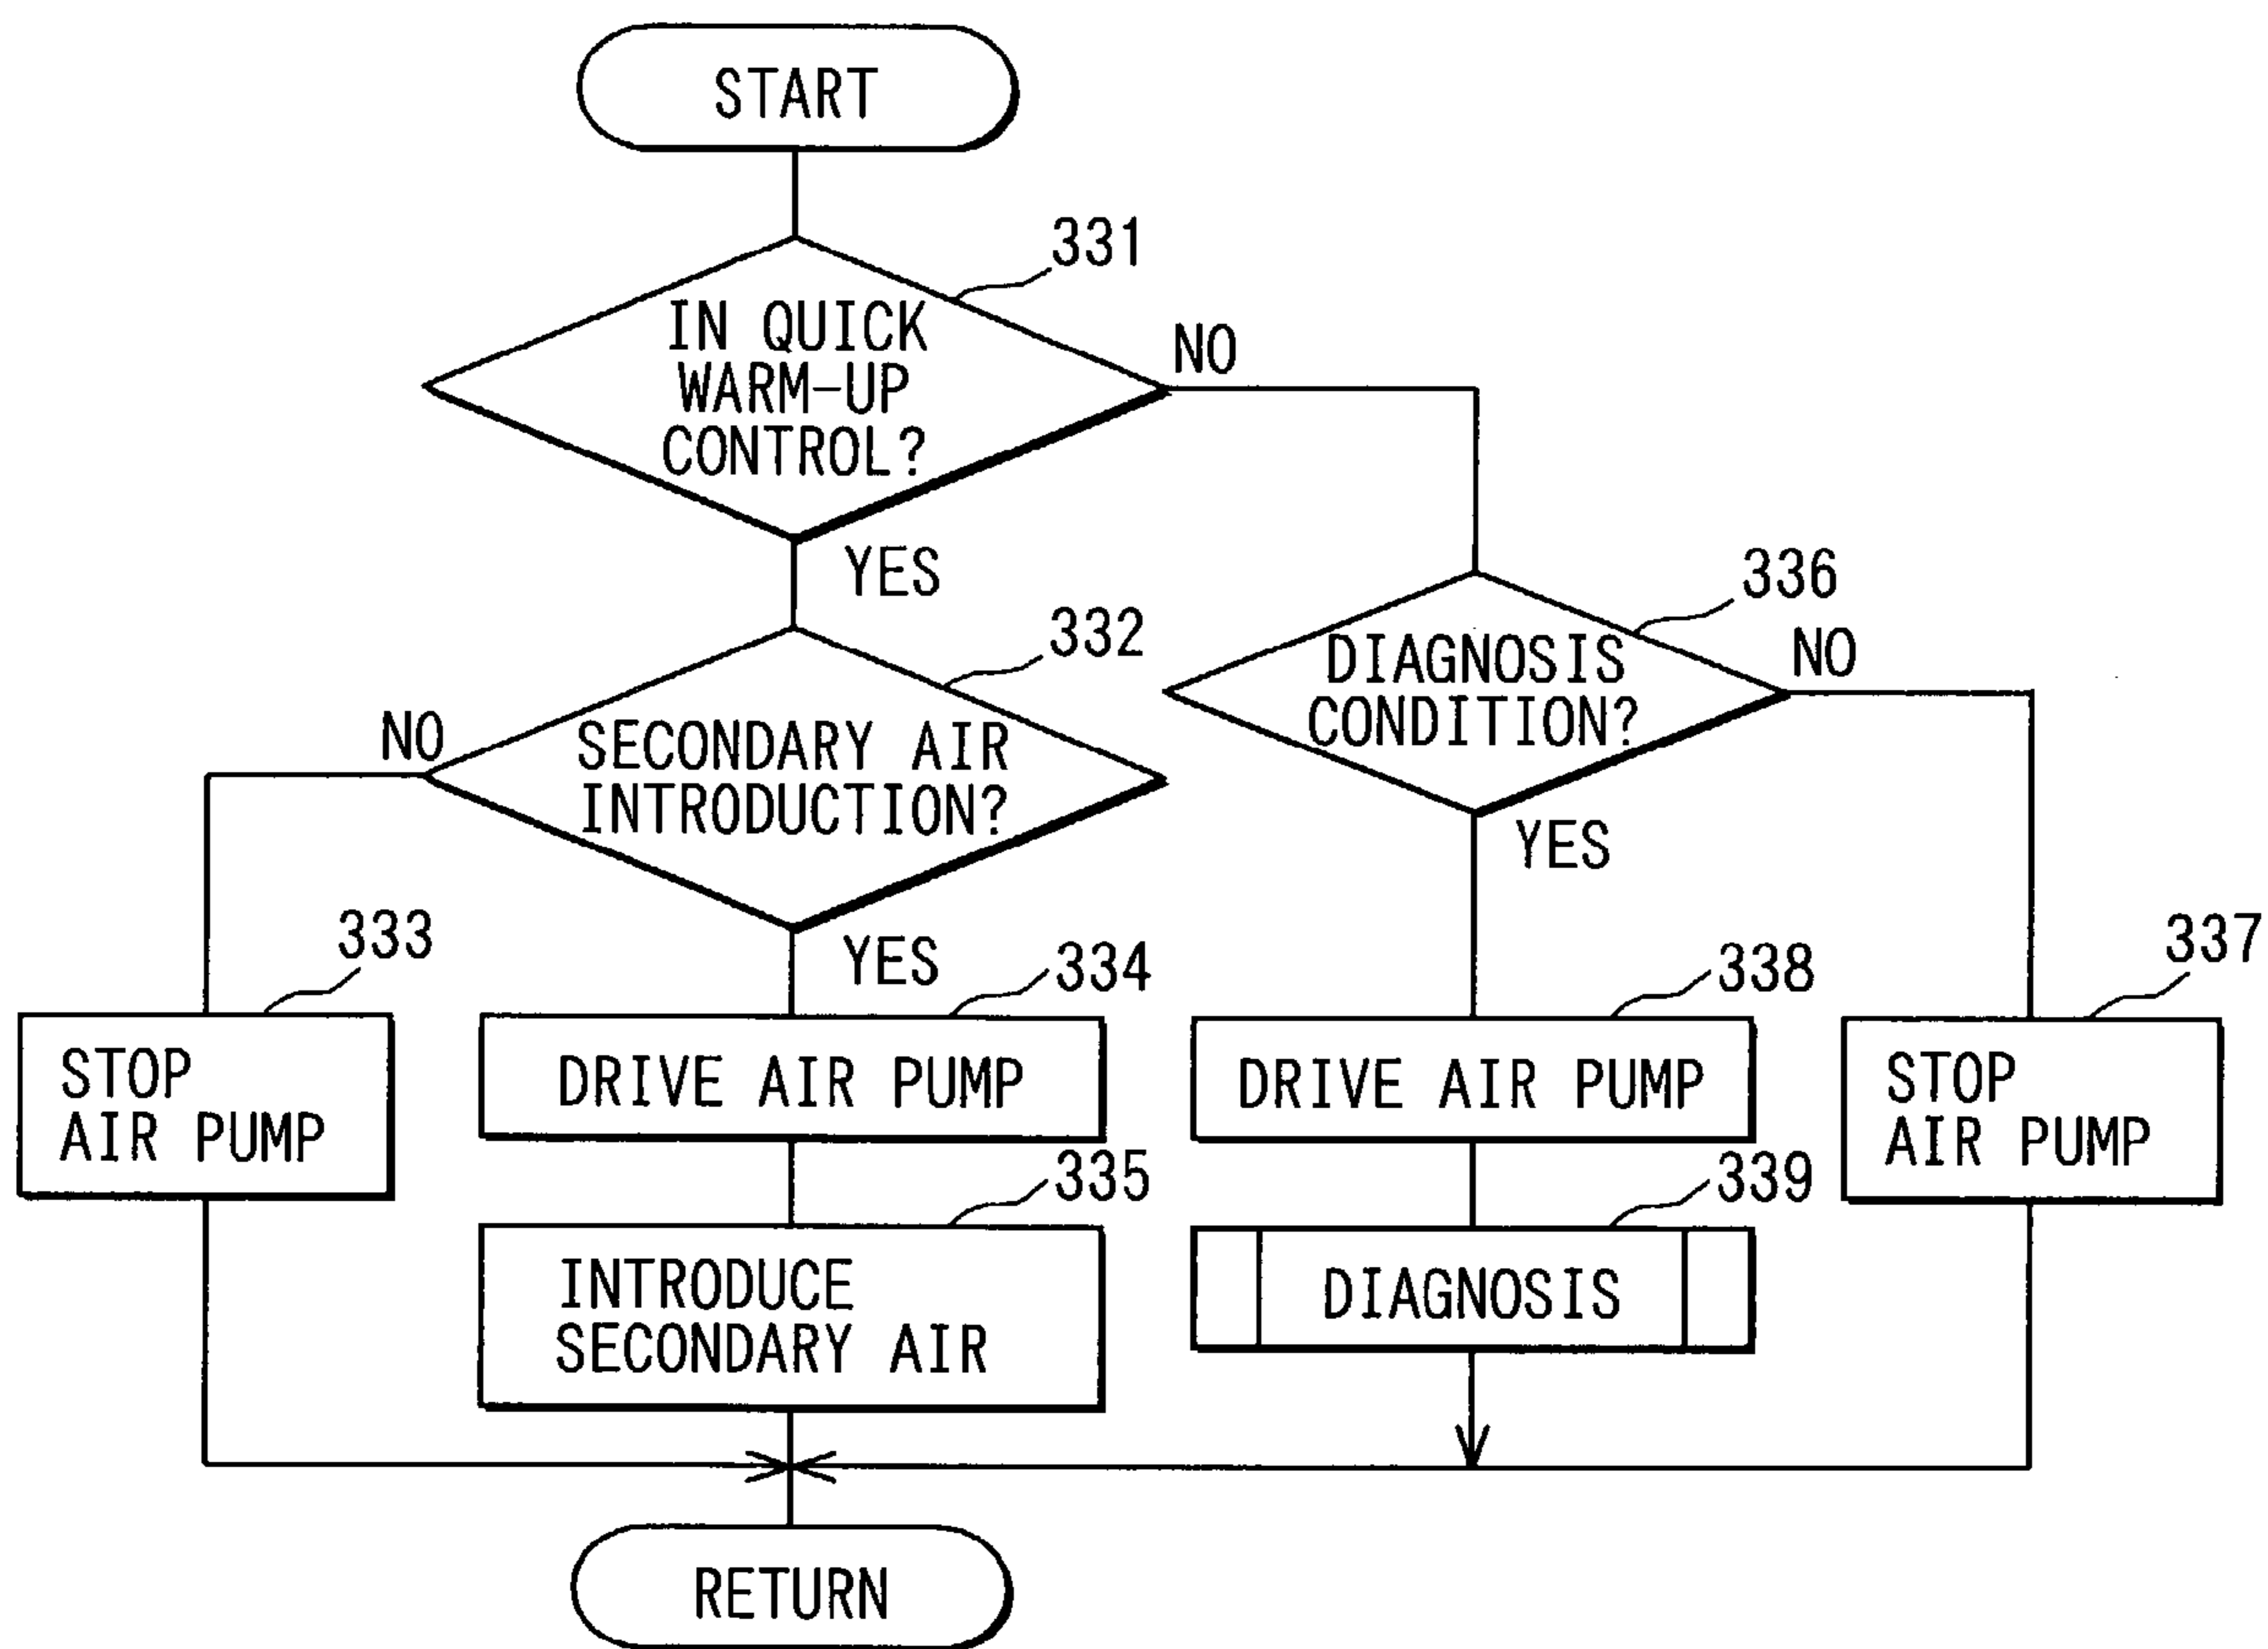 START
331
IN QUICK
WARM-UP
CONTROL?
NO
YES
332
SECONDARY AIR
INTRODUCTION?
NO
YES
333
STOP
AIR PUMP
334
DRIVE AIR PUMP
335
INTRODUCE
SECONDARY AIR
336
DIAGNOSIS
CONDITION?
NO
YES
338
DRIVE AIR PUMP
339
DIAGNOSIS
337
STOP
AIR PUMP
RETURN